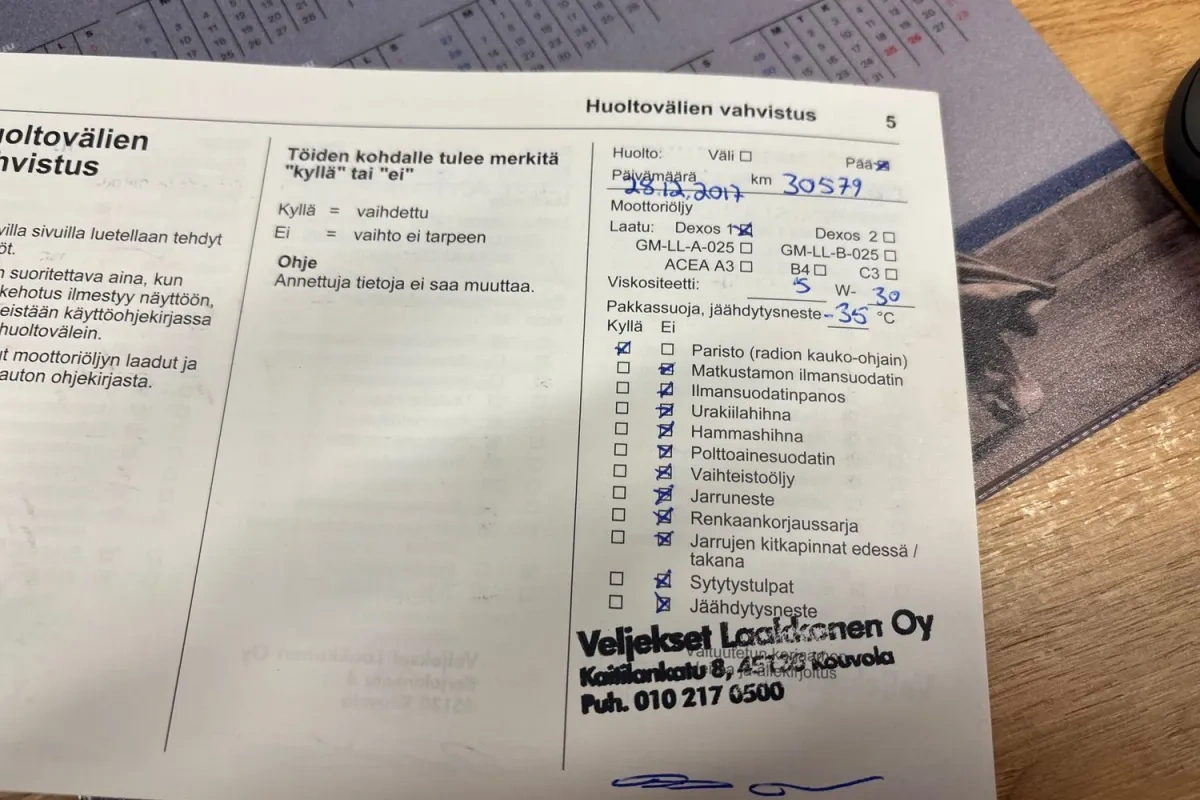 Huoltovälien vahvistus 5
uoltovälien
hvistus
villa sivuilla luetellaan tehdyt
öt.
n suoritettava aina, kun
kehotus ilmestyy näyttöön,
eistään käyttöohjekirjassa
huoltovälein.
ut moottoriöljyn laadut ja
auton ohjekirjasta.
Töiden kohdalle tulee merkitä
"kyllä" tai "ei"
Kyllä = vaihdettu
Ei = vaihto ei tarpeen
Ohje
Annettuja tietoja ei saa muuttaa.
Huolto: Väli Pää-
Päivämäärä 28.12.2017 km 30579
Moottoriöljy
Laatu: Dexos 1 Dexos 2
GM-LL-A-025 GM-LL-B-025
ACEA A3 B4 C3
Viskositeetti: 5 W- 30
Pakkassuoja, jäähdytysneste -35 °C
Kyllä Ei
Paristo (radion kauko-ohjain)
Matkustamon ilmansuodatin
Ilmansuodatinpanos
Urakiilahihna
Hammashihna
Polttoainesuodatin
Vaihteistoöljy
Jarruneste
Renkaankorjaussarja
Jarrujen kitkapinnat edessä /
takana
Sytytystulpat
Jäähdytysneste
Veljekset Laakkonen Oy
Kaitilankatu 8, 45130 Kouvola
Puh. 010 217 0500